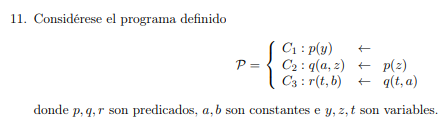 11. Considérese el programa definido
C₁ : p(y) ←
P = { C₂ : q(a, z) ← p(z)
C₃ : r(t, b) ← q(t, a)
donde p, q, r son predicados, a, b son constantes e y, z, t son variables.